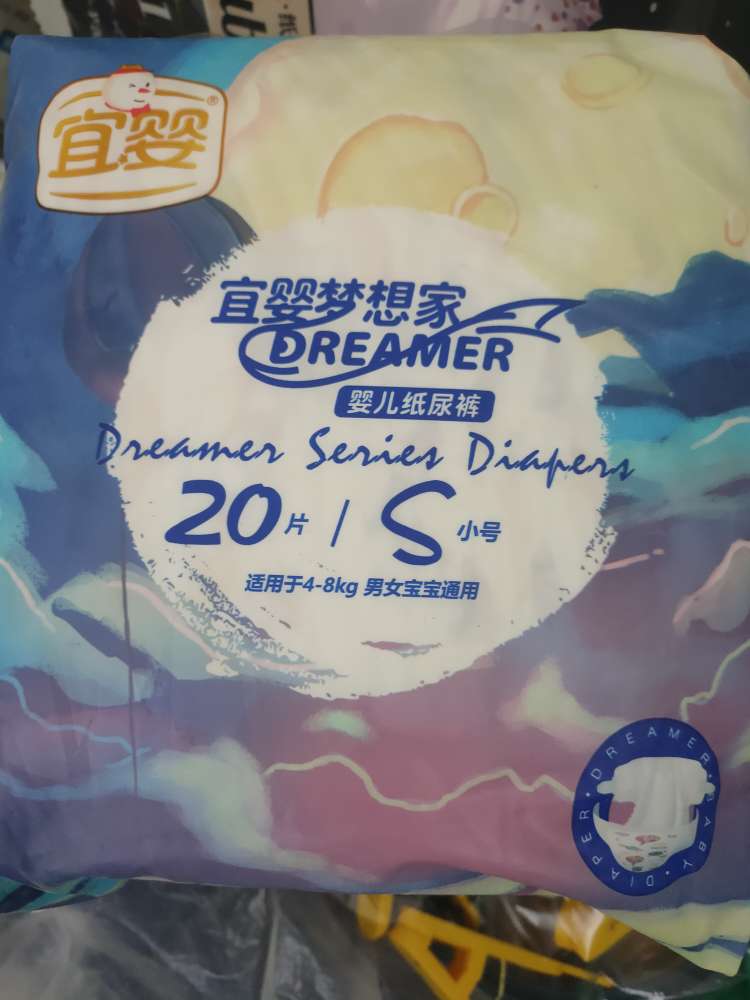 宜婴®
宜婴梦想家
DREAMER
婴儿纸尿裤
Dreamer Series Diapers
20片 / S 小号
适用于4-8kg 男女宝宝通用
DREAMER · BABY · DIAPER ·